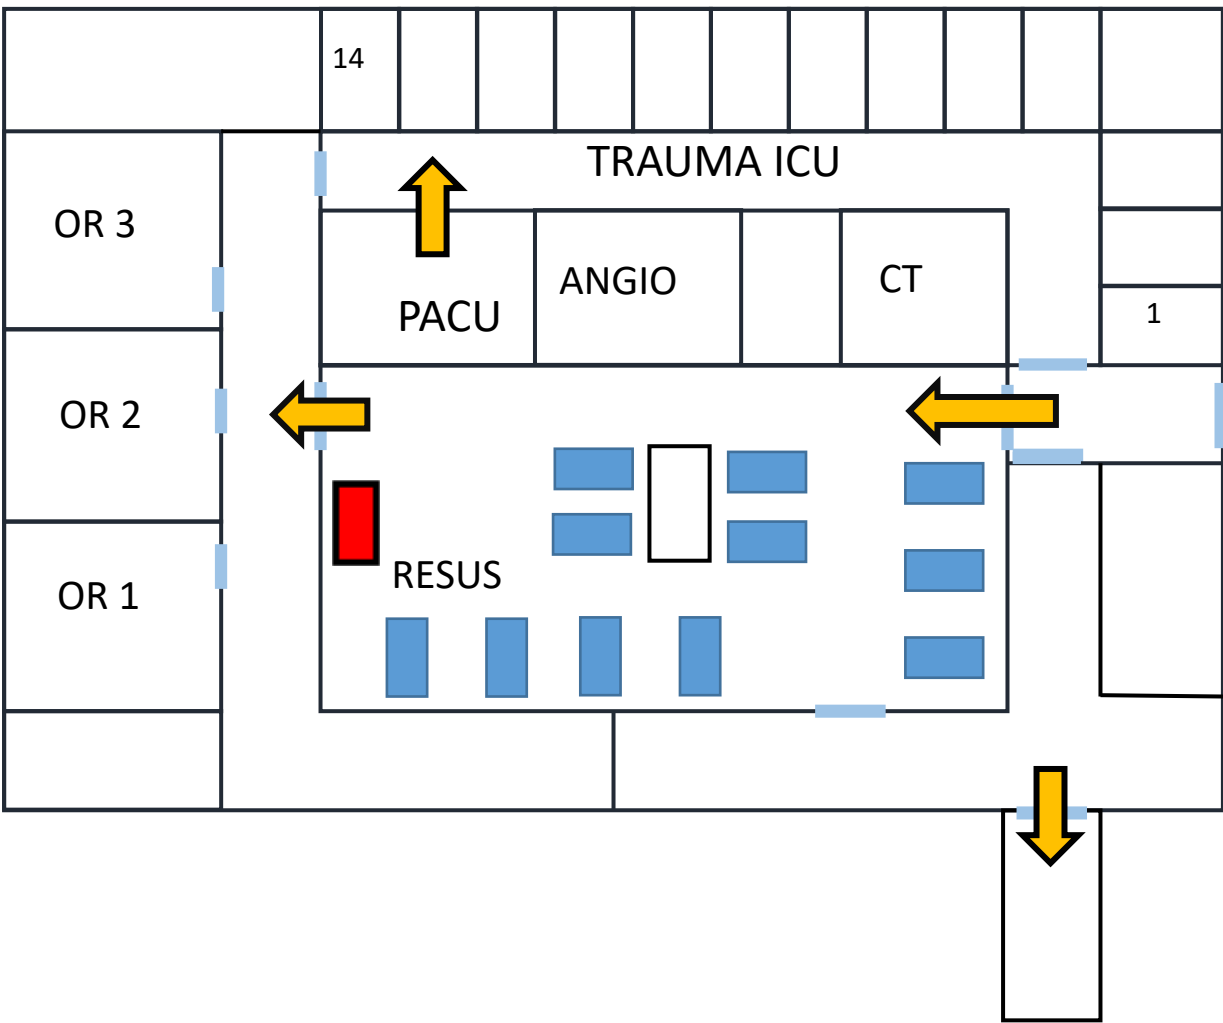 14
TRAUMA ICU
OR 3
ANGIO
CT
PACU
1
OR 2
RESUS
OR 1